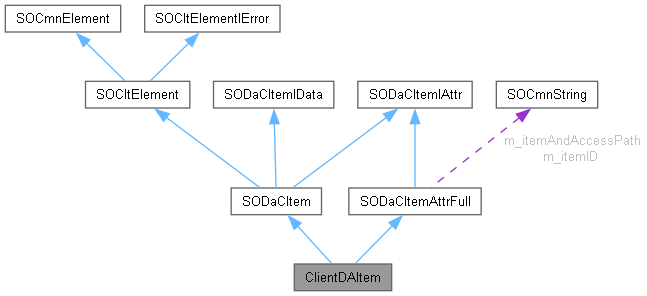 SOCmnElement
SOCltElementIError
SOCltElement
SODaCItemIData
SODaCItemIAttr
SOCmnString
m_itemAndAccessPath
m_itemID
SODaCItem
SODaCItemAttrFull
ClientDAItem